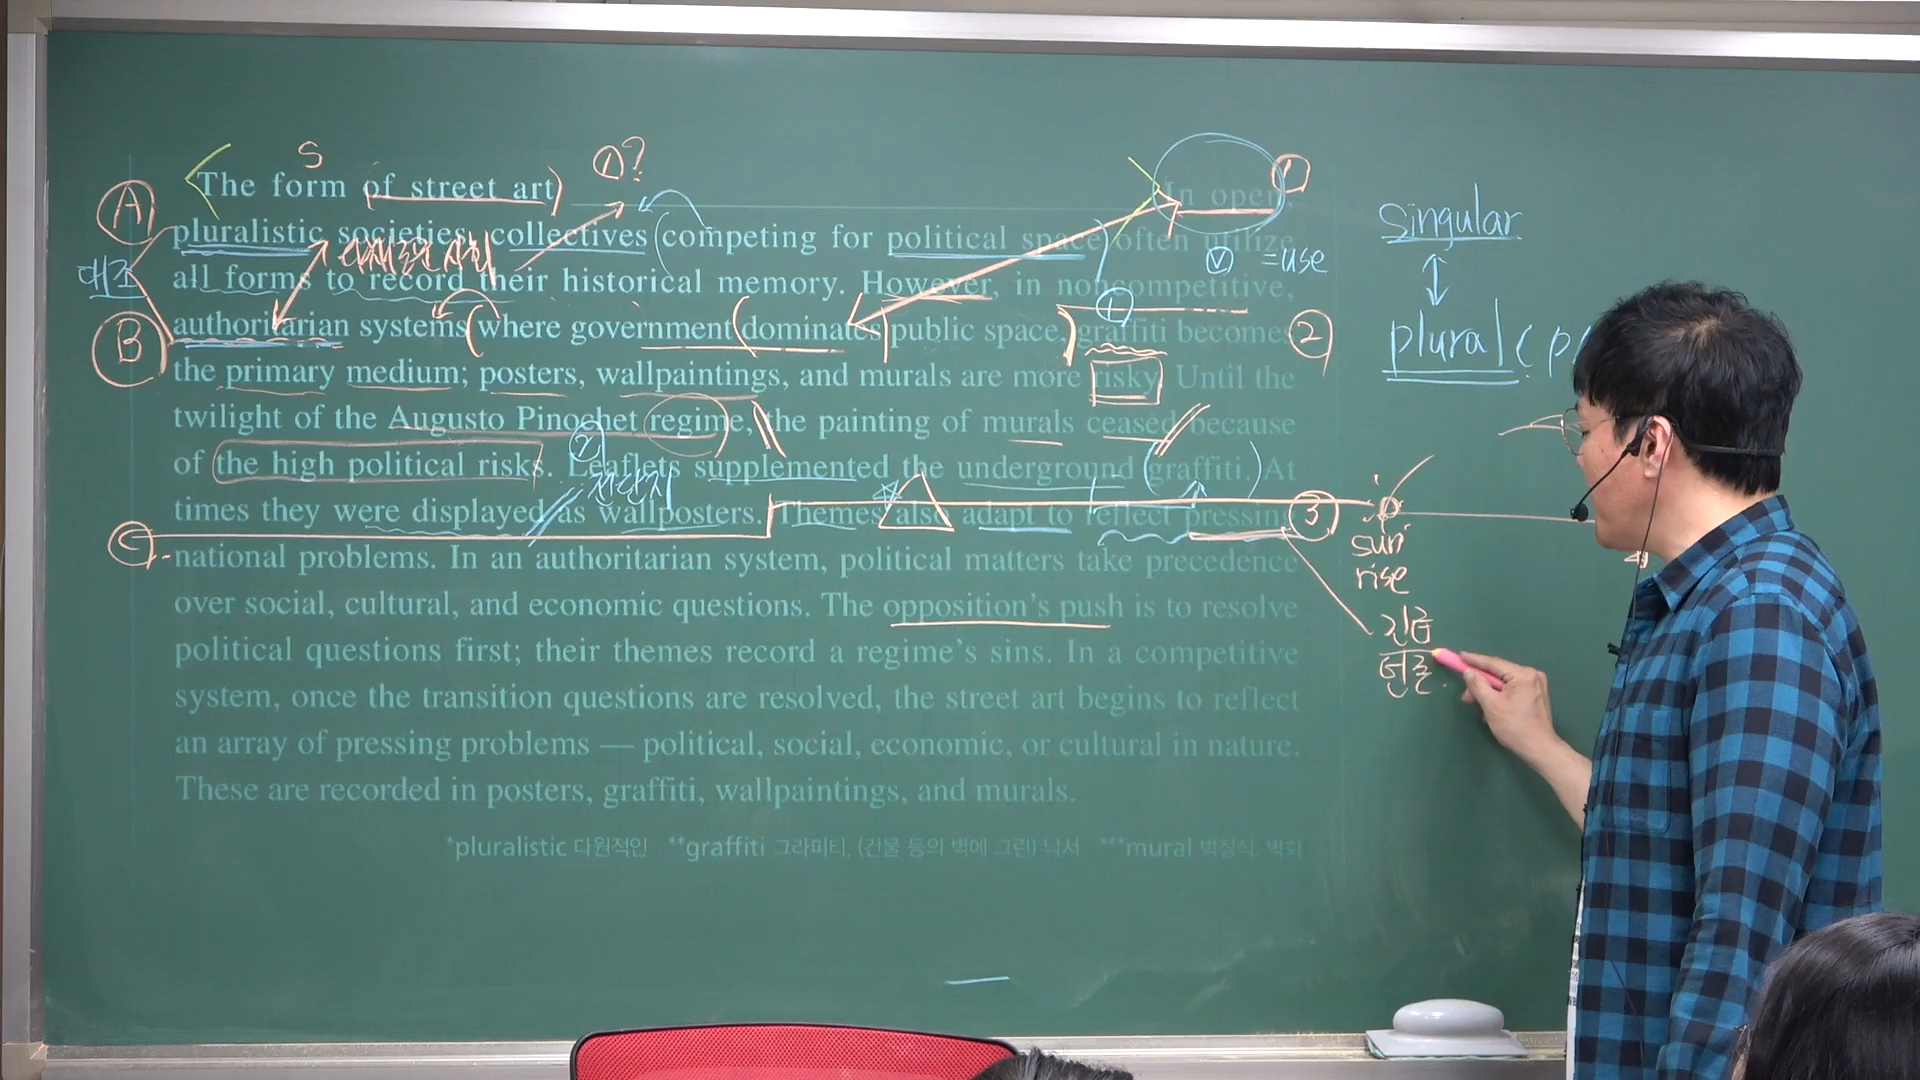 S
①?
The form of street art
In open,
①
Ⓐ
pluralistic societies, collectives competing for political space often utilize
Ⓥ =use
대조
all forms to record their historical memory. However, in noncompetitive,
①
Ⓑ
authoritarian systems where government dominates public space, graffiti becomes
②
the primary medium; posters, wallpaintings, and murals are more risky. Until the
twilight of the Augusto Pinochet regime, the painting of murals ceased because
②
of the high political risks. Leaflets supplemented the underground graffiti. At
전단지
times they were displayed as wallposters. Themes also adapt to reflect pressing
③
Ⓒ
national problems. In an authoritarian system, political matters take precedence
over social, cultural, and economic questions. The opposition's push is to resolve
political questions first; their themes record a regime's sins. In a competitive
system, once the transition questions are resolved, the street art begins to reflect
an array of pressing problems — political, social, economic, or cultural in nature.
These are recorded in posters, graffiti, wallpaintings, and murals.
*pluralistic 다원적인 **graffiti 그라피티, (건물 등의 벽에 그린) 낙서 ***mural 벽장식, 벽화
singular
plural ( p
sun
rise
긴급